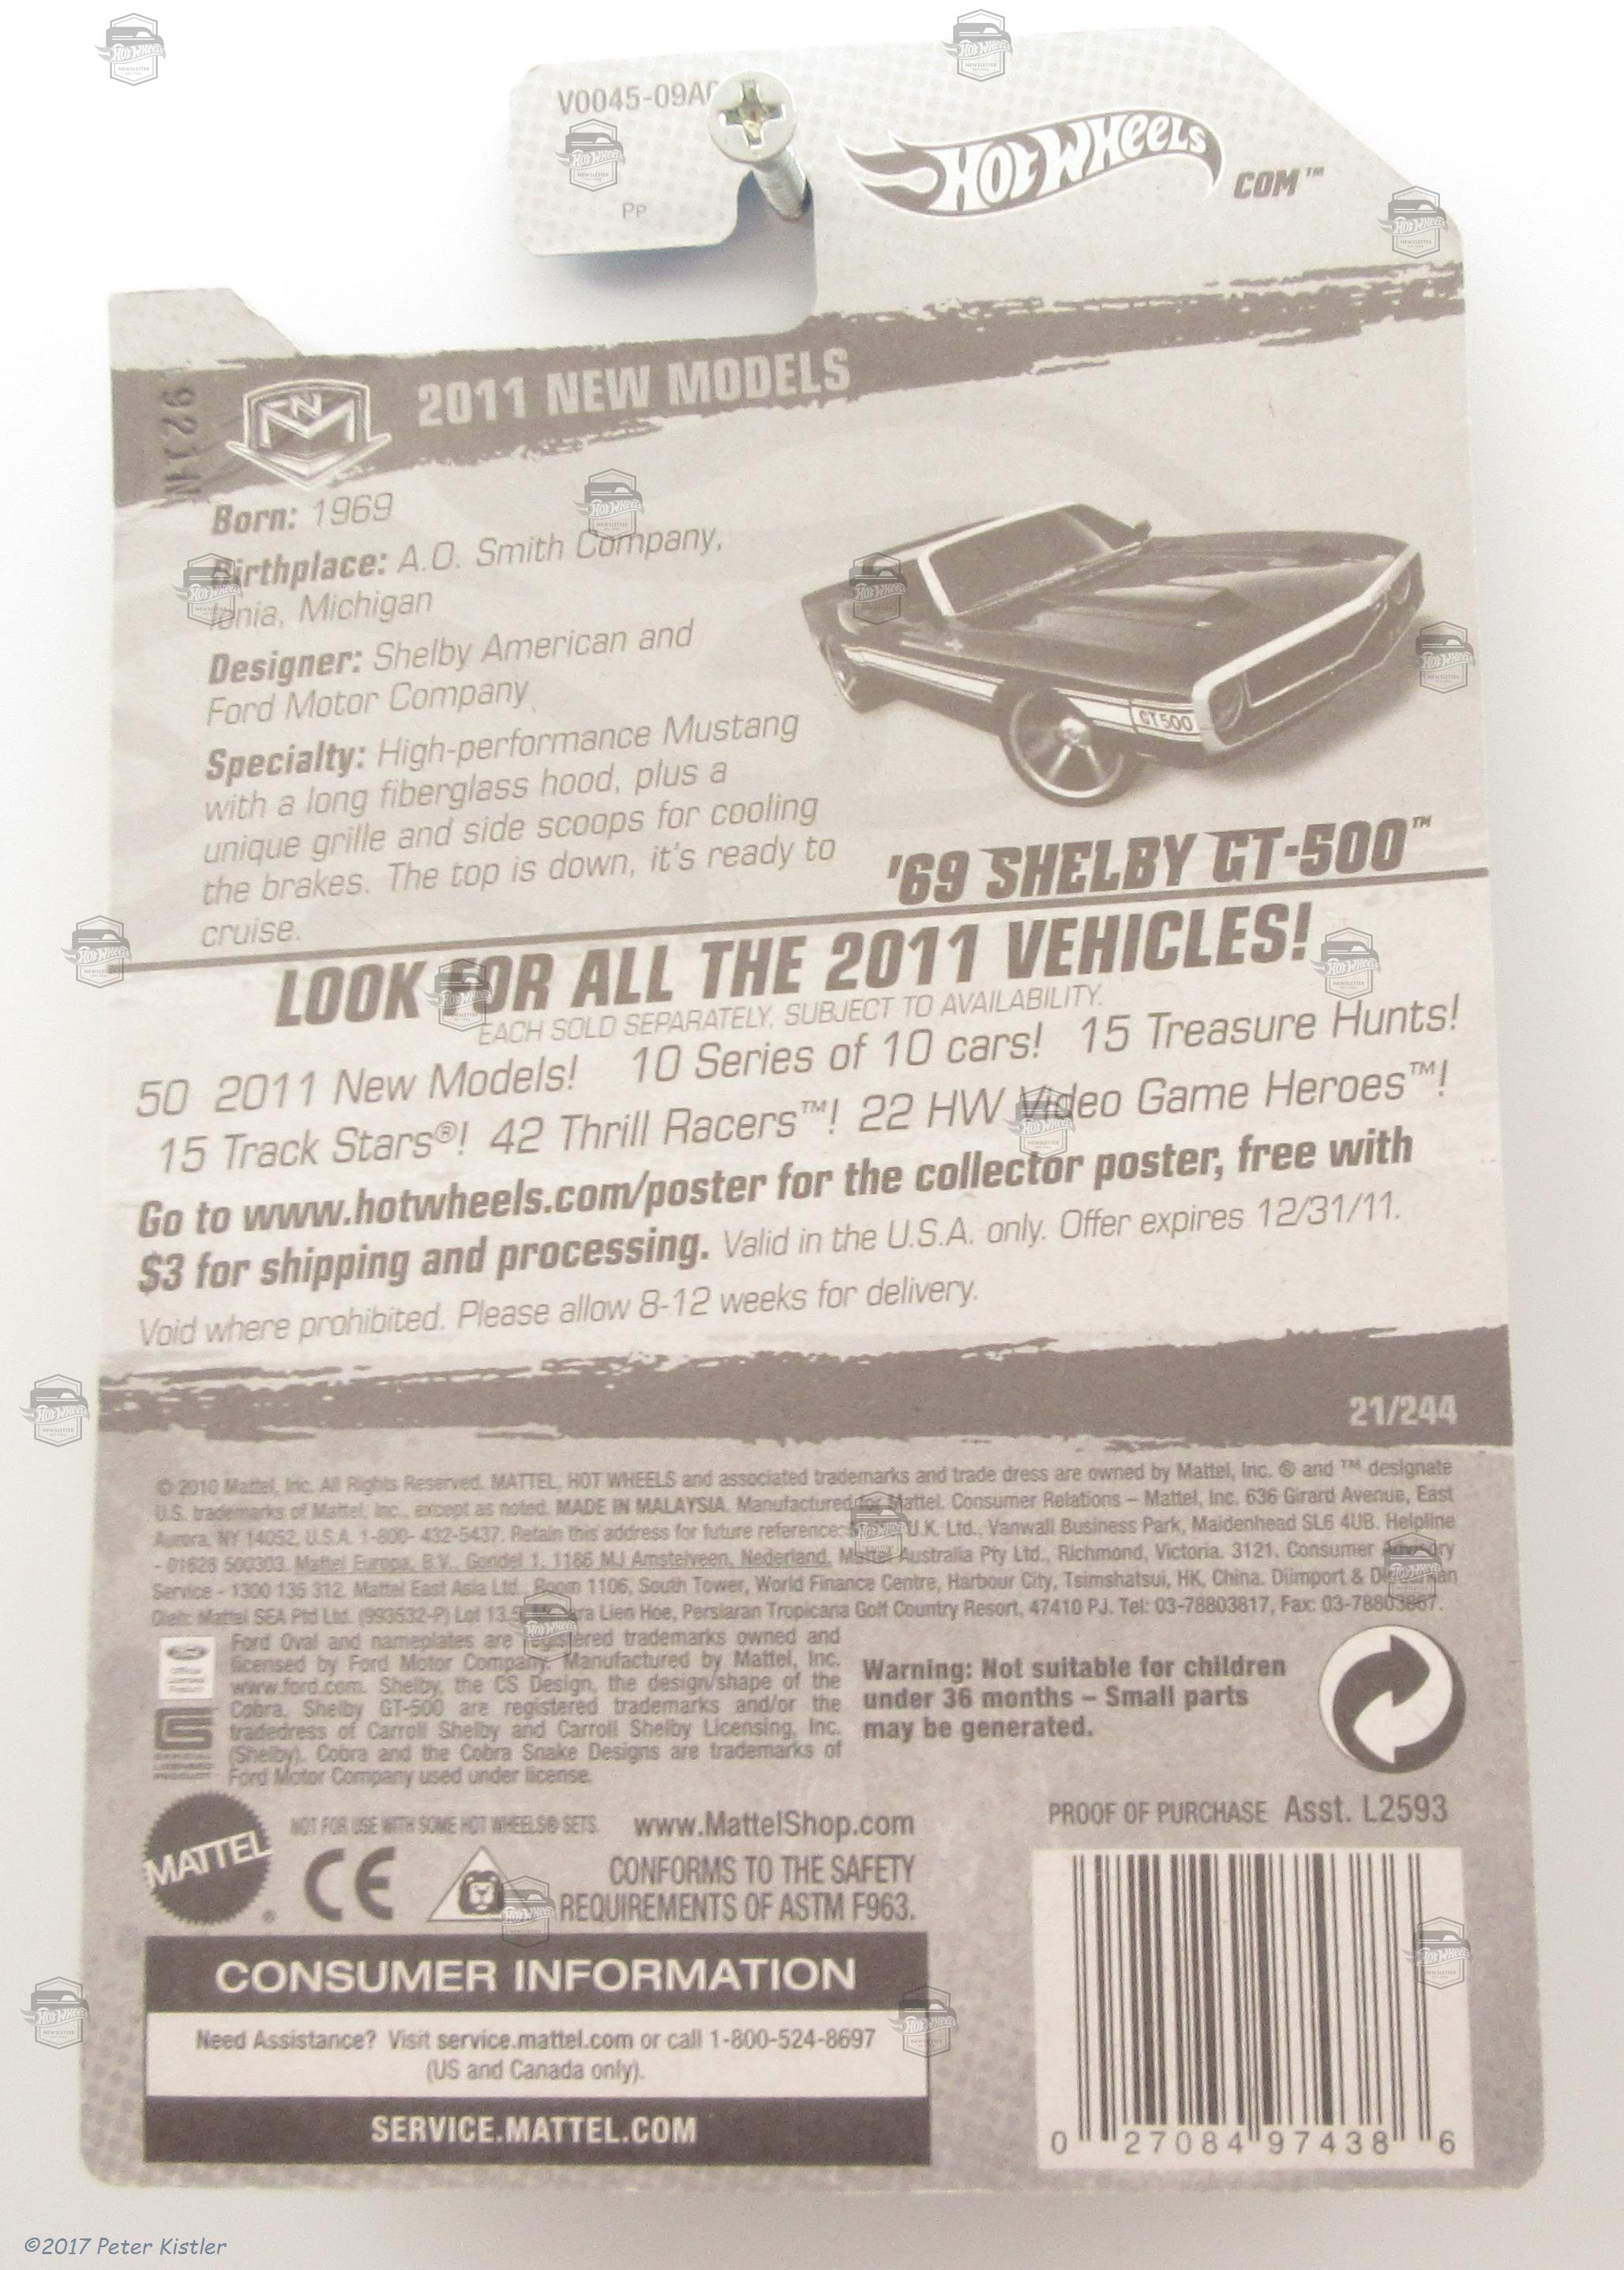 V0045-09A
Pp
Hot Wheels
COM™
2011 NEW MODELS
Born: 1969
Birthplace: A.O. Smith Company,
Ionia, Michigan
Designer: Shelby American and
Ford Motor Company
Specialty: High-performance Mustang
with a long fiberglass hood, plus a
unique grille and side scoops for cooling
the brakes. The top is down, it's ready to
cruise.
GT500
'69 SHELBY GT-500™
LOOK FOR ALL THE 2011 VEHICLES!
EACH SOLD SEPARATELY, SUBJECT TO AVAILABILITY.
50 2011 New Models! 10 Series of 10 cars! 15 Treasure Hunts!
15 Track Stars®! 42 Thrill Racers™! 22 HW Video Game Heroes™!
Go to www.hotwheels.com/poster for the collector poster, free with
$3 for shipping and processing. Valid in the U.S.A. only. Offer expires 12/31/11.
Void where prohibited. Please allow 8-12 weeks for delivery.
21/244
© 2010 Mattel, Inc. All Rights Reserved. MATTEL, HOT WHEELS and associated trademarks and trade dress are owned by Mattel, Inc. ® and ™ designate
U.S. trademarks of Mattel, Inc., except as noted. MADE IN MALAYSIA. Manufactured for Mattel. Consumer Relations – Mattel, Inc. 636 Girard Avenue, East
Aurora, NY 14052, U.S.A. 1-800- 432-5437. Retain this address for future reference: U.K. Ltd., Vanwall Business Park, Maidenhead SL6 4UB. Helpline
- 01628 500303. Mattel Europa, B.V., Gondel 1, 1186 MJ Amstelveen, Nederland. Mattel Australia Pty Ltd., Richmond, Victoria. 3121. Consumer Advisory
Service - 1300 135 312. Mattel East Asia Ltd., Room 1106, South Tower, World Finance Centre, Harbour City, Tsimshatsui, HK, China. Diimport & Diedarkan
Oleh: Mattel SEA Ptd Ltd. (993532-P) Lot 13.5, Lien Hoe, Persiaran Tropicana Golf Country Resort, 47410 PJ. Tel: 03-78803817, Fax: 03-78803867.
Ford Oval and nameplates are registered trademarks owned and
licensed by Ford Motor Company. Manufactured by Mattel, Inc.
www.ford.com. Shelby, the CS Design, the design/shape of the
Cobra, Shelby GT-500 are registered trademarks and/or the
tradedress of Carroll Shelby and Carroll Shelby Licensing, Inc.
(Shelby). Cobra and the Cobra Snake Designs are trademarks of
Ford Motor Company used under license.
Warning: Not suitable for children
under 36 months – Small parts
may be generated.
MATTEL
®
NOT FOR USE WITH SOME HOT WHEELS® SETS.
www.MattelShop.com
CE
CONFORMS TO THE SAFETY
REQUIREMENTS OF ASTM F963.
PROOF OF PURCHASE Asst. L2593
CONSUMER INFORMATION
Need Assistance? Visit service.mattel.com or call 1-800-524-8697
(US and Canada only).
SERVICE.MATTEL.COM
0 27084 97438 6
©2017 Peter Kistler